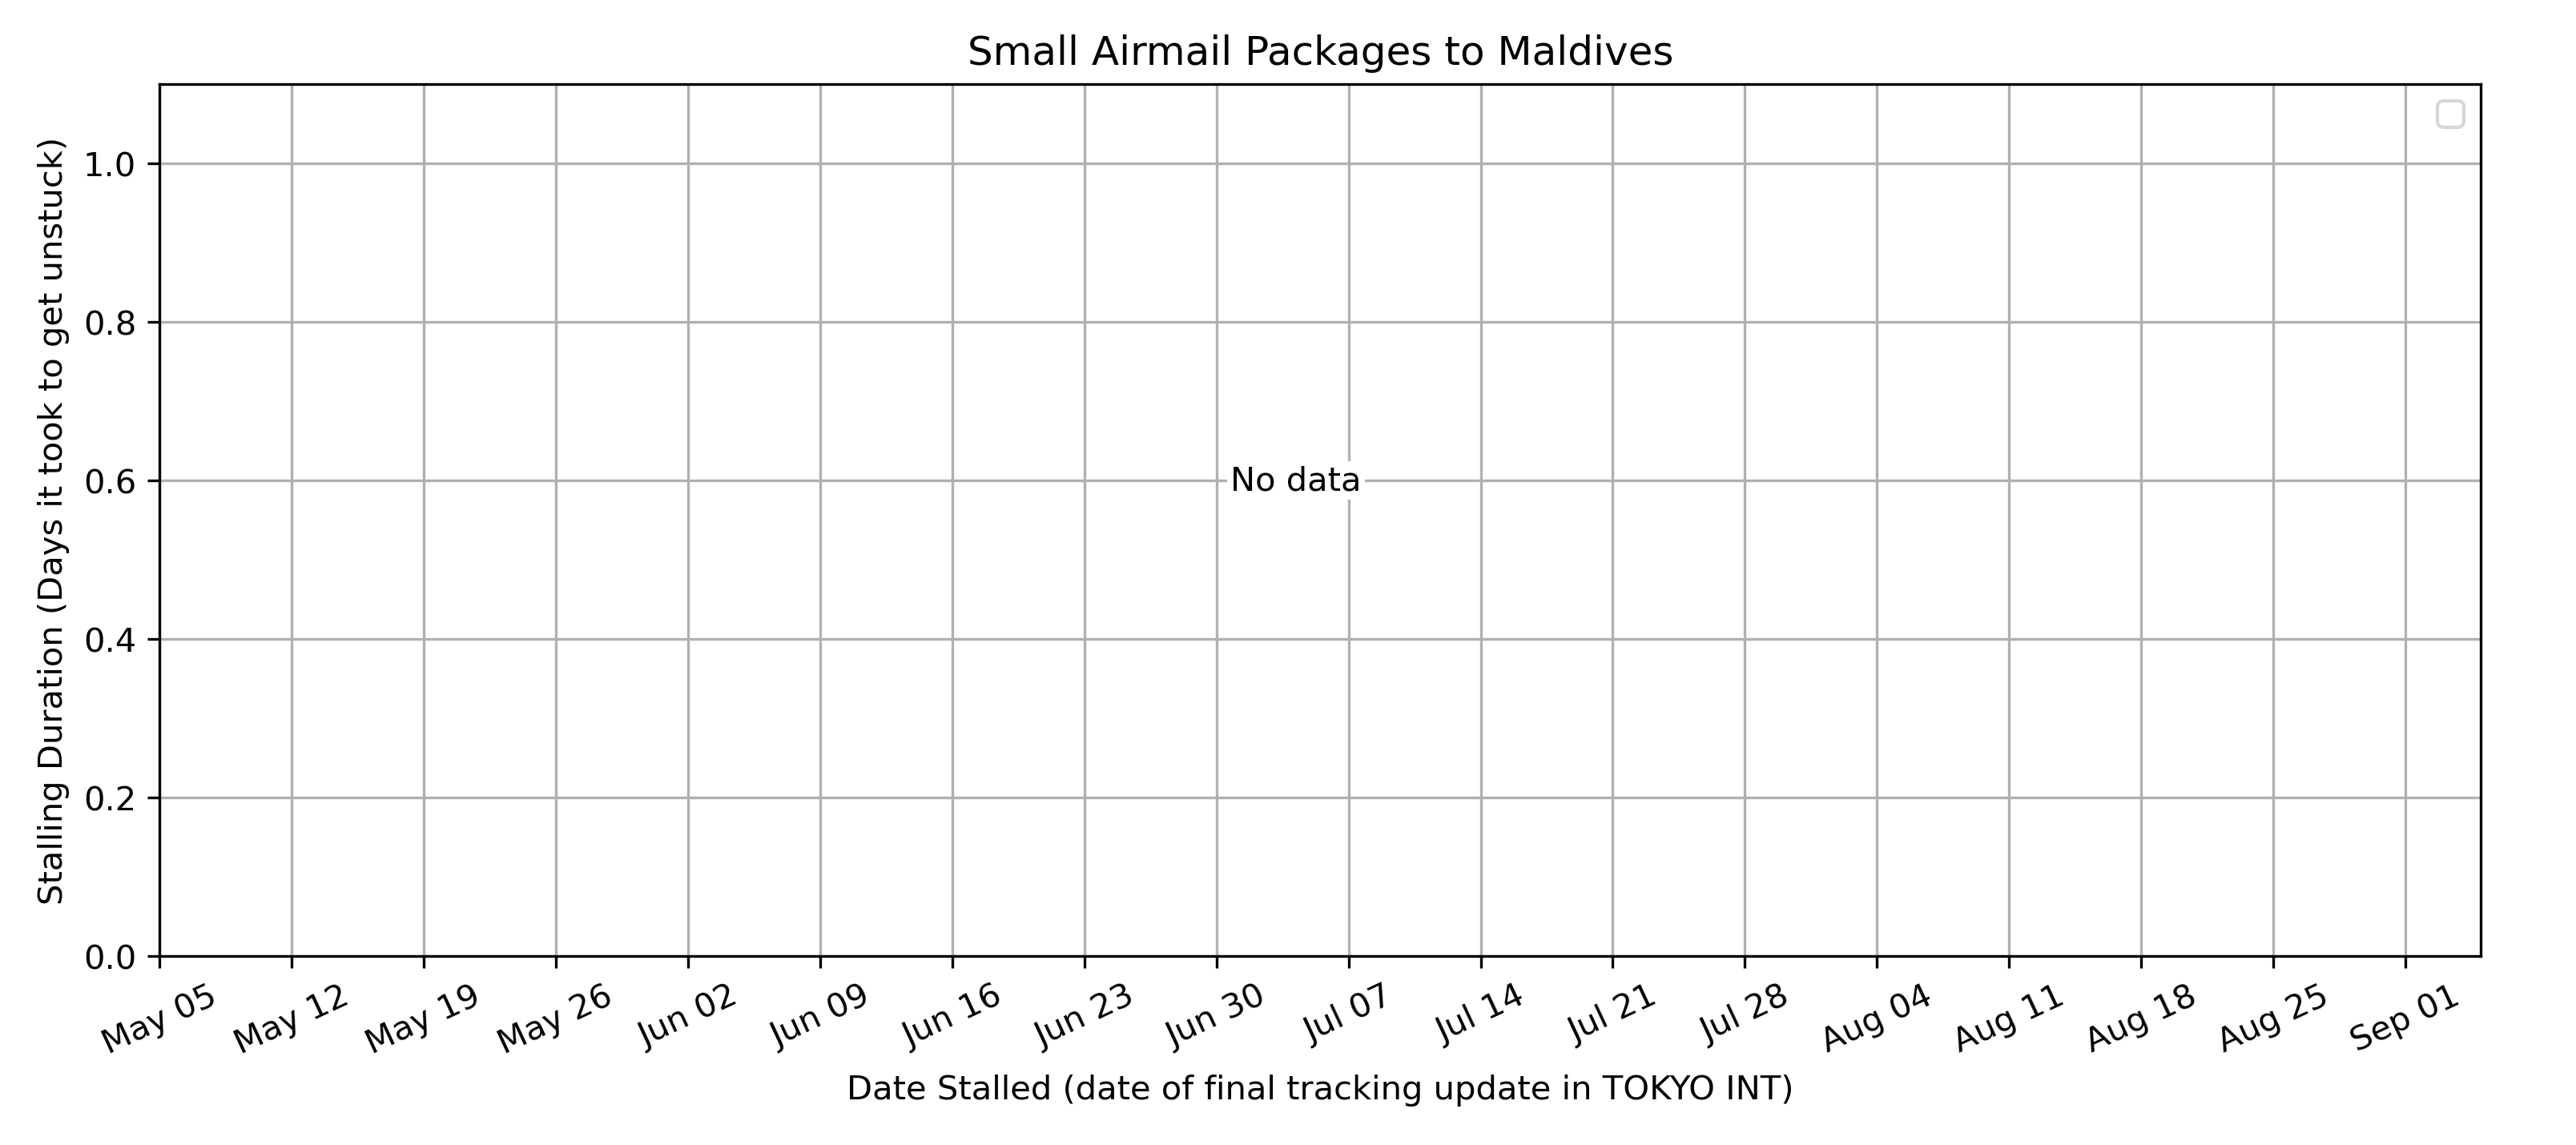 Small Airmail Packages to Maldives
Stalling Duration (Days it took to get unstuck)
1.0
0.8
0.6
0.4
0.2
0.0
No data
May 05
May 12
May 19
May 26
Jun 02
Jun 09
Jun 16
Jun 23
Jun 30
Jul 07
Jul 14
Jul 21
Jul 28
Aug 04
Aug 11
Aug 18
Aug 25
Sep 01
Date Stalled (date of final tracking update in TOKYO INT)